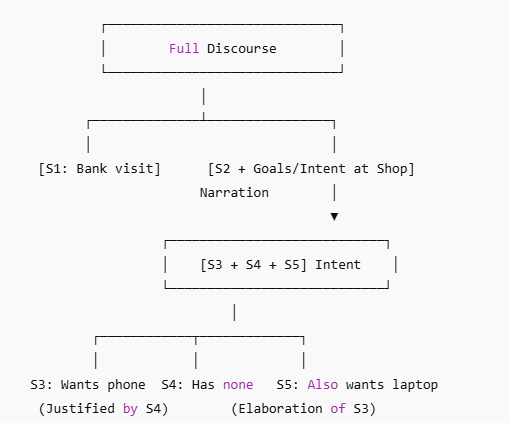 Full Discourse
[S1: Bank visit] [S2 + Goals/Intent at Shop]
Narration
[S3 + S4 + S5] Intent
S3: Wants phone S4: Has none S5: Also wants laptop
(Justified by S4) (Elaboration of S3)